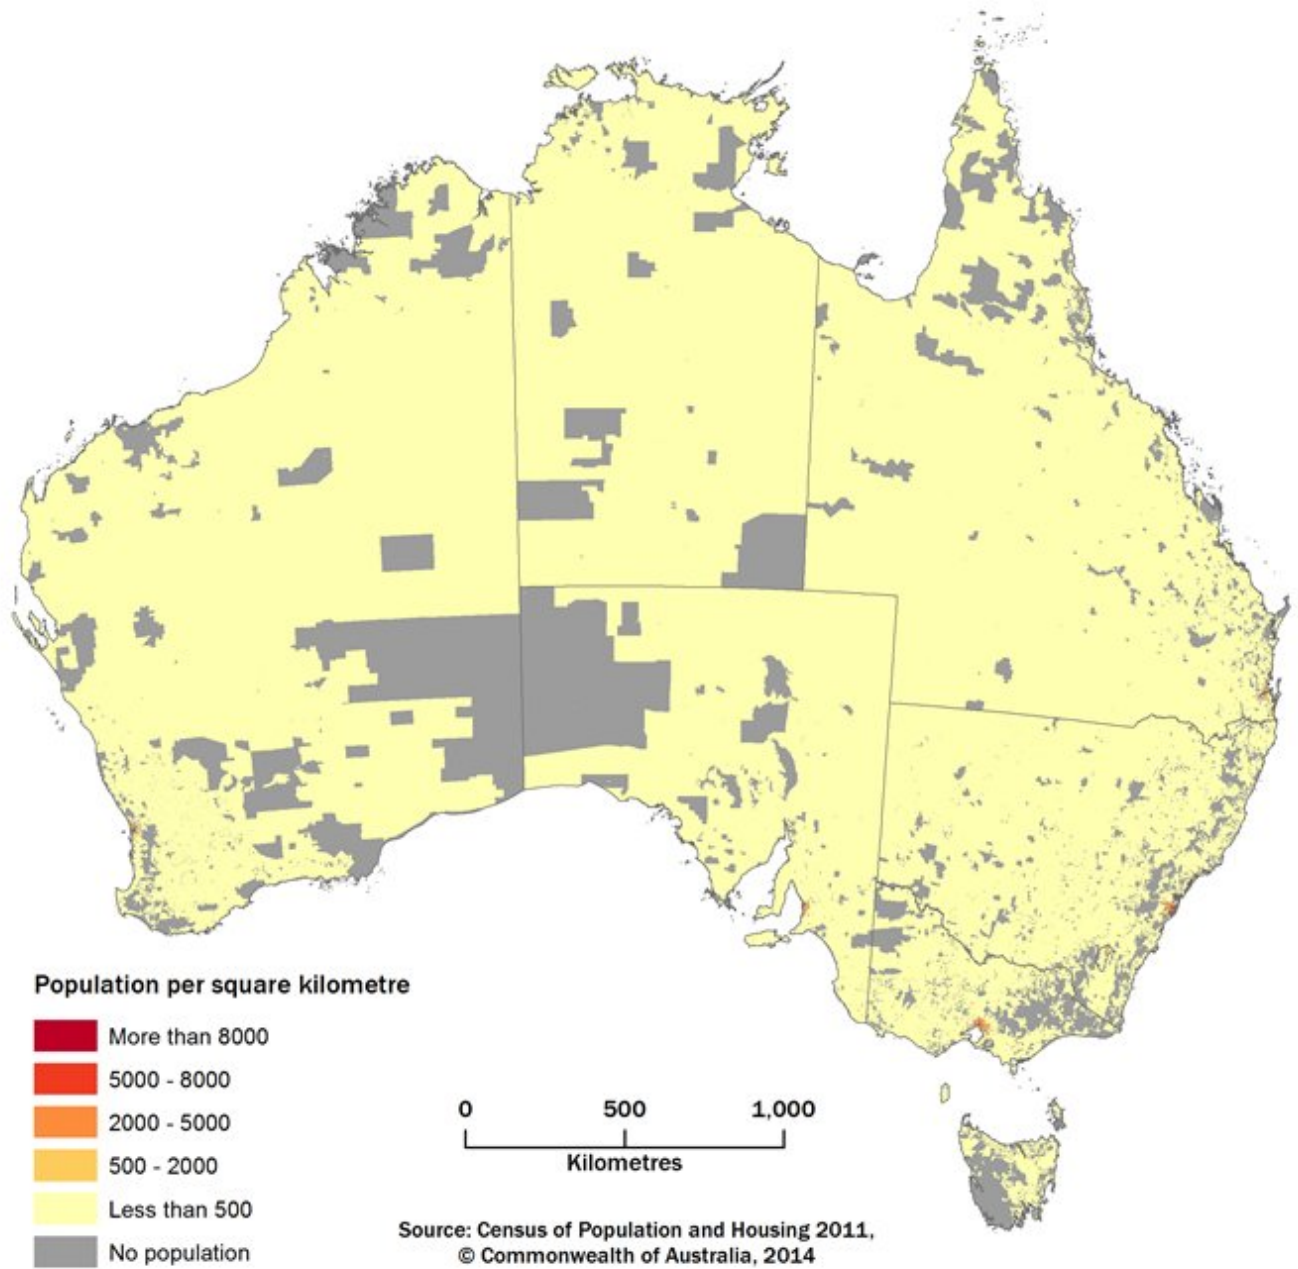 Population per square kilometre
More than 8000
5000 - 8000
2000 - 5000
500 - 2000
Less than 500
No population
0 500 1,000
Kilometres
Source: Census of Population and Housing 2011,
© Commonwealth of Australia, 2014